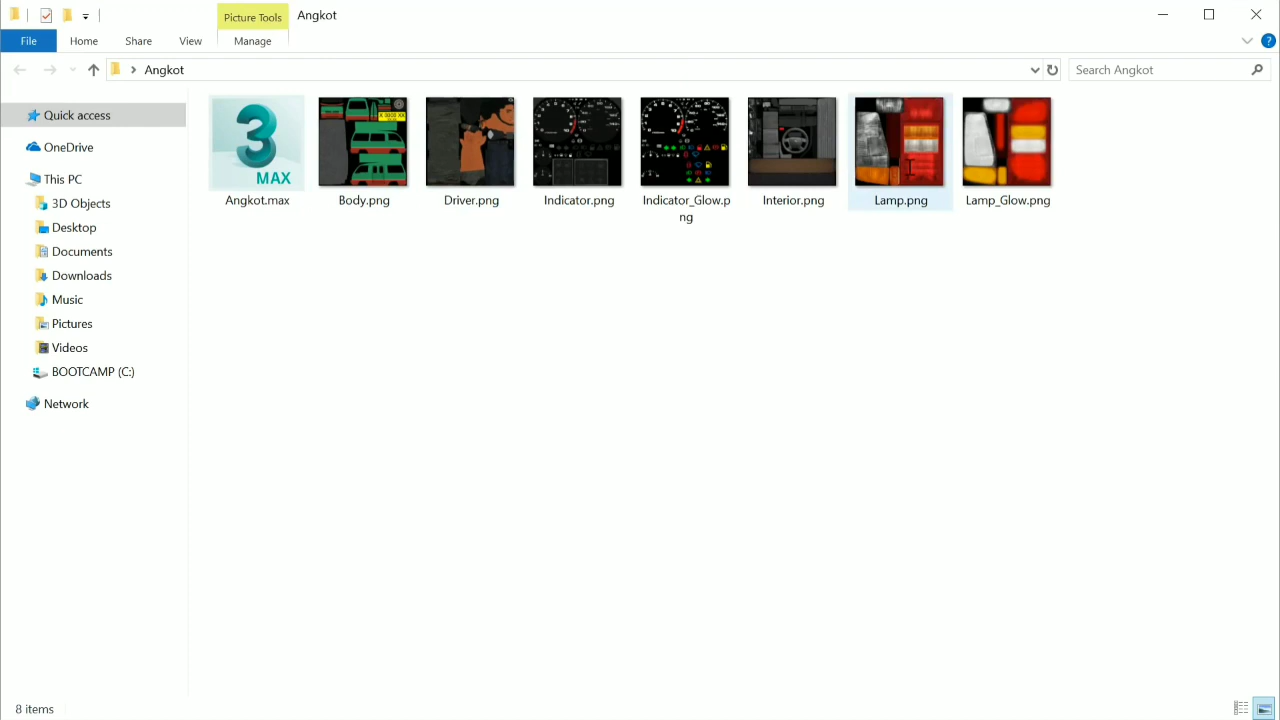 Picture Tools
Angkot
File
Home
Share
View
Manage
Angkot
Search Angkot
Quick access
OneDrive
This PC
3D Objects
Desktop
Documents
Downloads
Music
Pictures
Videos
BOOTCAMP (C:)
Network
3
MAX
Angkot.max
Body.png
Driver.png
Indicator.png
Indicator_Glow.p
ng
Interior.png
Lamp.png
Lamp_Glow.png
8 items